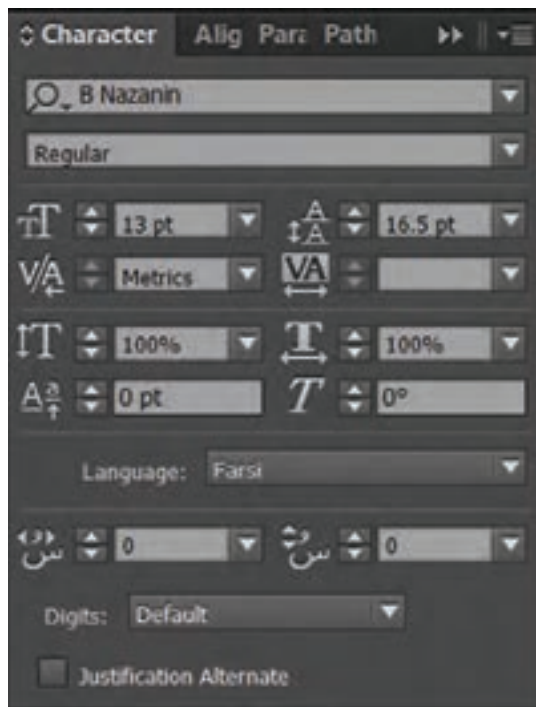 Character Alig Para Path
B Nazanin
Regular
13 pt 16.5 pt
Metrics
100% 100%
0 pt 0°
Language: Farsi
0 0
Digits: Default
Justification Alternate